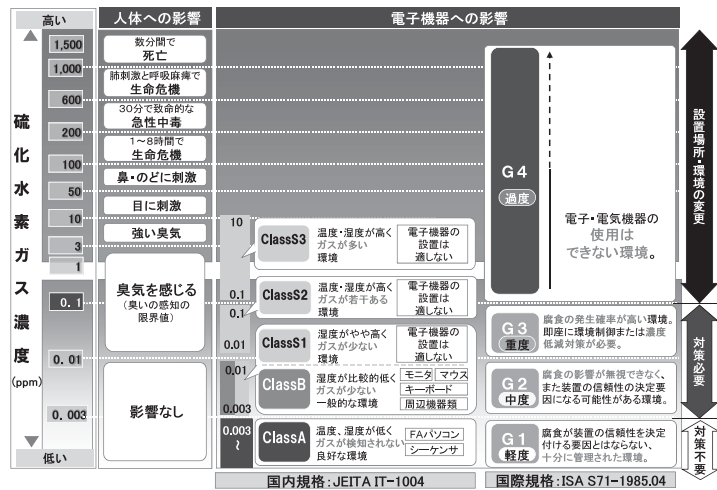 高い
人体への影響
電子機器への影響
硫化水素ガス濃度
(ppm)
1,500
1,000
600
200
100
50
10
3
1
0.1
0.01
0.003
低い
数分間で
死亡
肺刺激と呼吸麻痺で
生命危機
30分で致命的な
急性中毒
1～8時間で
生命危機
鼻・のどに刺激
目に刺激
強い臭気
臭気を感じる
(臭いの感知の
限界値)
影響なし
10
0.1
0.1
0.01
0.01
0.003
0.003
～
ClassS3
温度・湿度が高く
ガスが多い
環境
電子機器の
設置は
適しない
ClassS2
温度・湿度が高く
ガスが若干ある
環境
電子機器の
設置は
適しない
ClassS1
湿度がやや高く
ガスが少ない
環境
電子機器の
設置は
適しない
ClassB
湿度が比較的低く
ガスが少ない
一般的な環境
モニタ
マウス
キーボード
周辺機器類
ClassA
温度、湿度が低く
ガスが検知されない
良好な環境
FAパソコン
シーケンサ
国内規格：JEITA IT-1004
G4
過度
電子・電気機器の
使用は
できない環境。
G3
重度
腐食の発生確率が高い環境。
即座に環境制御または濃度
低減対策が必要。
G2
中度
腐食の影響が無視できなく、
また装置の信頼性の決定要
因になる可能性がある環境。
G1
軽度
腐食が装置の信頼性を決定
付ける要因とはならない、
十分に管理された環境。
国際規格：ISA S71-1985.04
設置場所・環境の変更
対策必要
対策不要